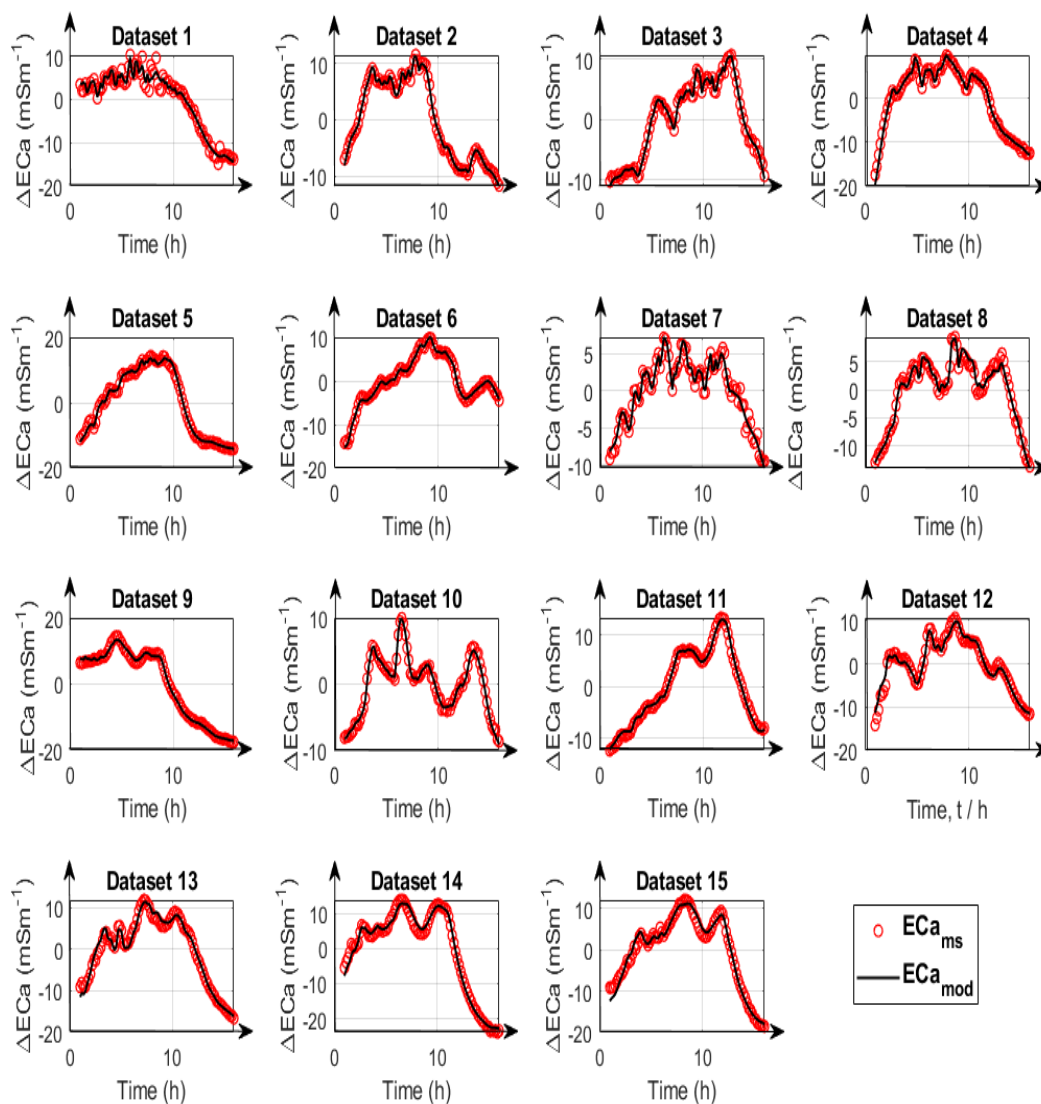 Dataset 1
Dataset 2
Dataset 3
Dataset 4
ΔECa (mSm⁻¹)
10
0
-10
-20
0
10
Time (h)
ΔECa (mSm⁻¹)
10
0
-10
0
10
Time (h)
ΔECa (mSm⁻¹)
10
0
-10
0
10
Time (h)
ΔECa (mSm⁻¹)
10
0
-10
-20
0
10
Time (h)
Dataset 5
Dataset 6
Dataset 7
Dataset 8
ΔECa (mSm⁻¹)
20
0
-20
0
10
Time (h)
ΔECa (mSm⁻¹)
10
0
-10
-20
0
10
Time (h)
ΔECa (mSm⁻¹)
5
0
-5
-10
0
10
Time (h)
ΔECa (mSm⁻¹)
5
0
-5
-10
0
10
Time (h)
Dataset 9
Dataset 10
Dataset 11
Dataset 12
ΔECa (mSm⁻¹)
20
0
-20
0
10
Time (h)
ΔECa (mSm⁻¹)
10
0
-10
0
10
Time (h)
ΔECa (mSm⁻¹)
10
0
-10
0
10
Time (h)
ΔECa (mSm⁻¹)
10
0
-10
-20
0
10
Time, t / h
Dataset 13
Dataset 14
Dataset 15
ΔECa (mSm⁻¹)
10
0
-10
-20
0
10
Time (h)
ΔECa (mSm⁻¹)
10
0
-10
-20
0
10
Time (h)
ΔECa (mSm⁻¹)
10
0
-10
-20
0
10
Time (h)
ECa_ms
ECa_mod